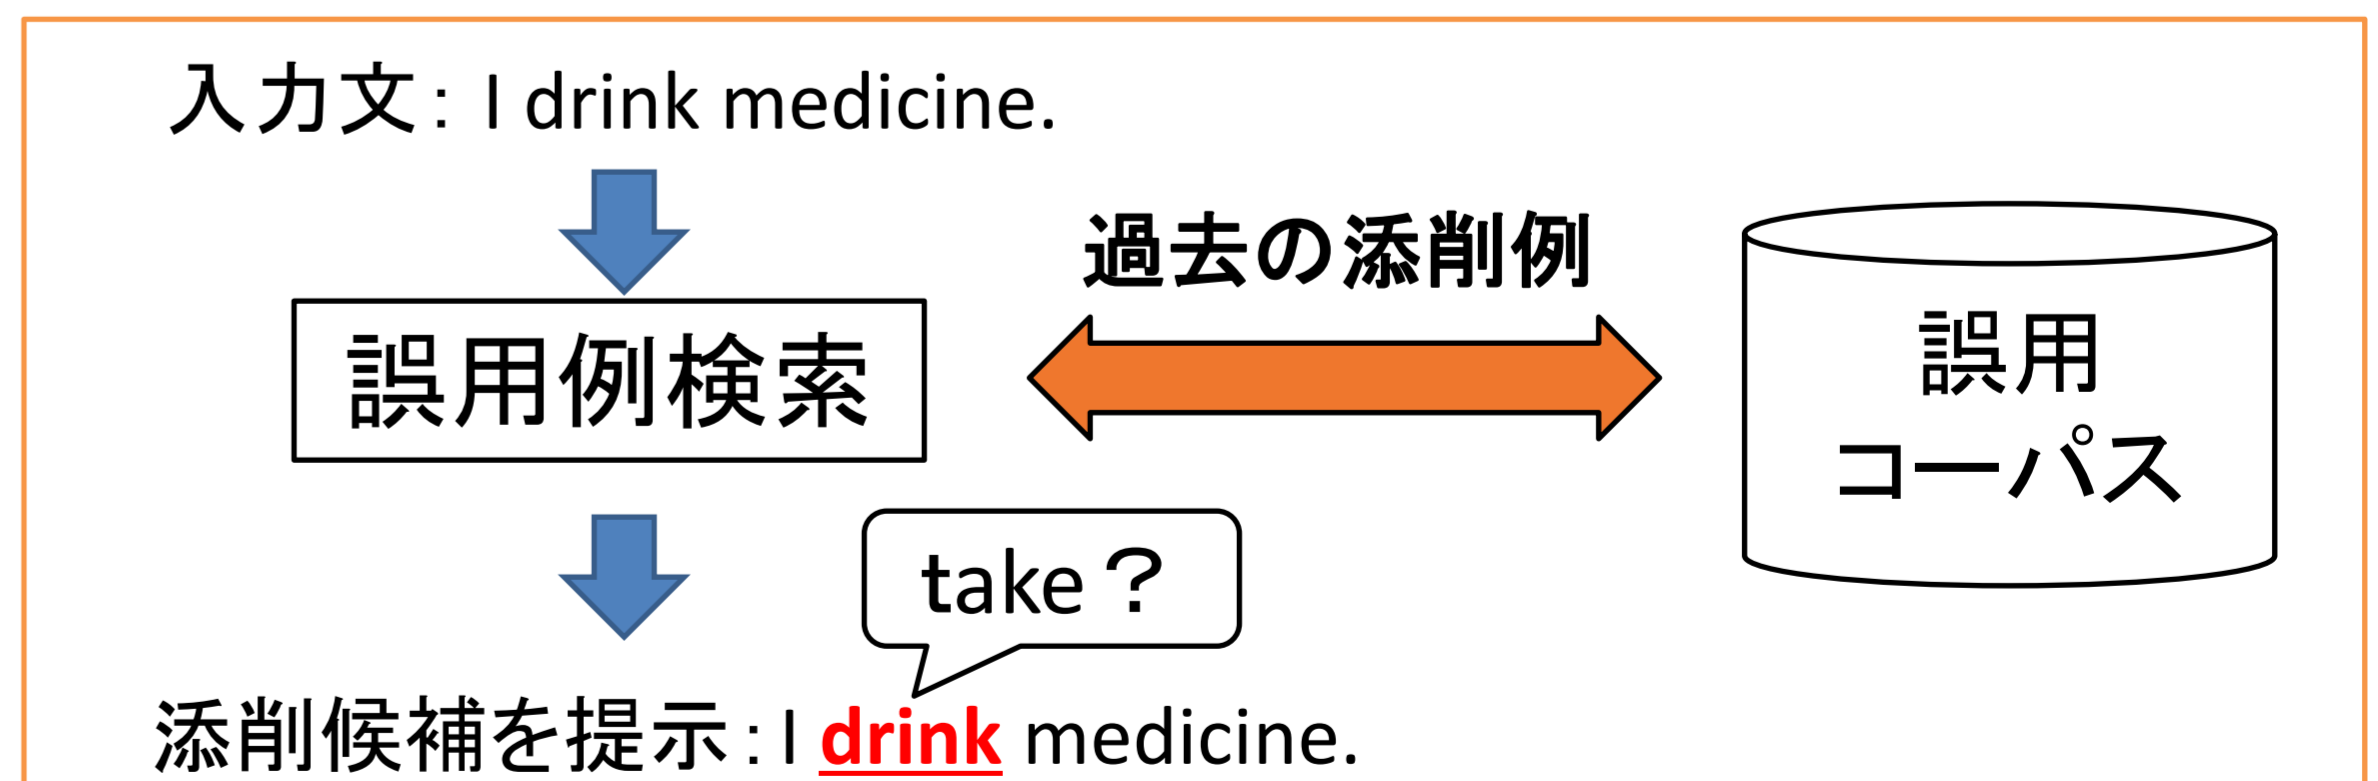 入力文: I drink medicine.
過去の添削例
誤用例検索
誤用
コーパス
take？
添削候補を提示: I drink medicine.